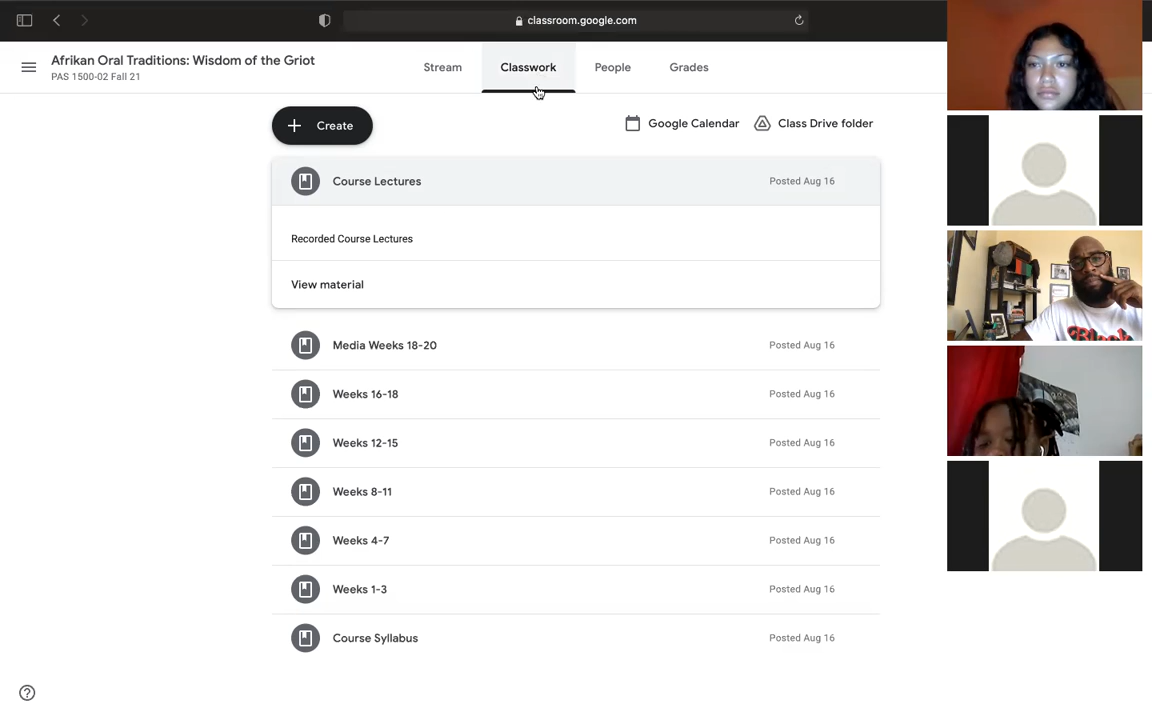 classroom.google.com
Afrikan Oral Traditions: Wisdom of the Griot
PAS 1500-02 Fall 21
Stream
Classwork
People
Grades
Create
Google Calendar
Class Drive folder
Course Lectures
Posted Aug 16
Recorded Course Lectures
View material
Media Weeks 18-20
Posted Aug 16
Weeks 16-18
Posted Aug 16
Weeks 12-15
Posted Aug 16
Weeks 8-11
Posted Aug 16
Weeks 4-7
Posted Aug 16
Weeks 1-3
Posted Aug 16
Course Syllabus
Posted Aug 16